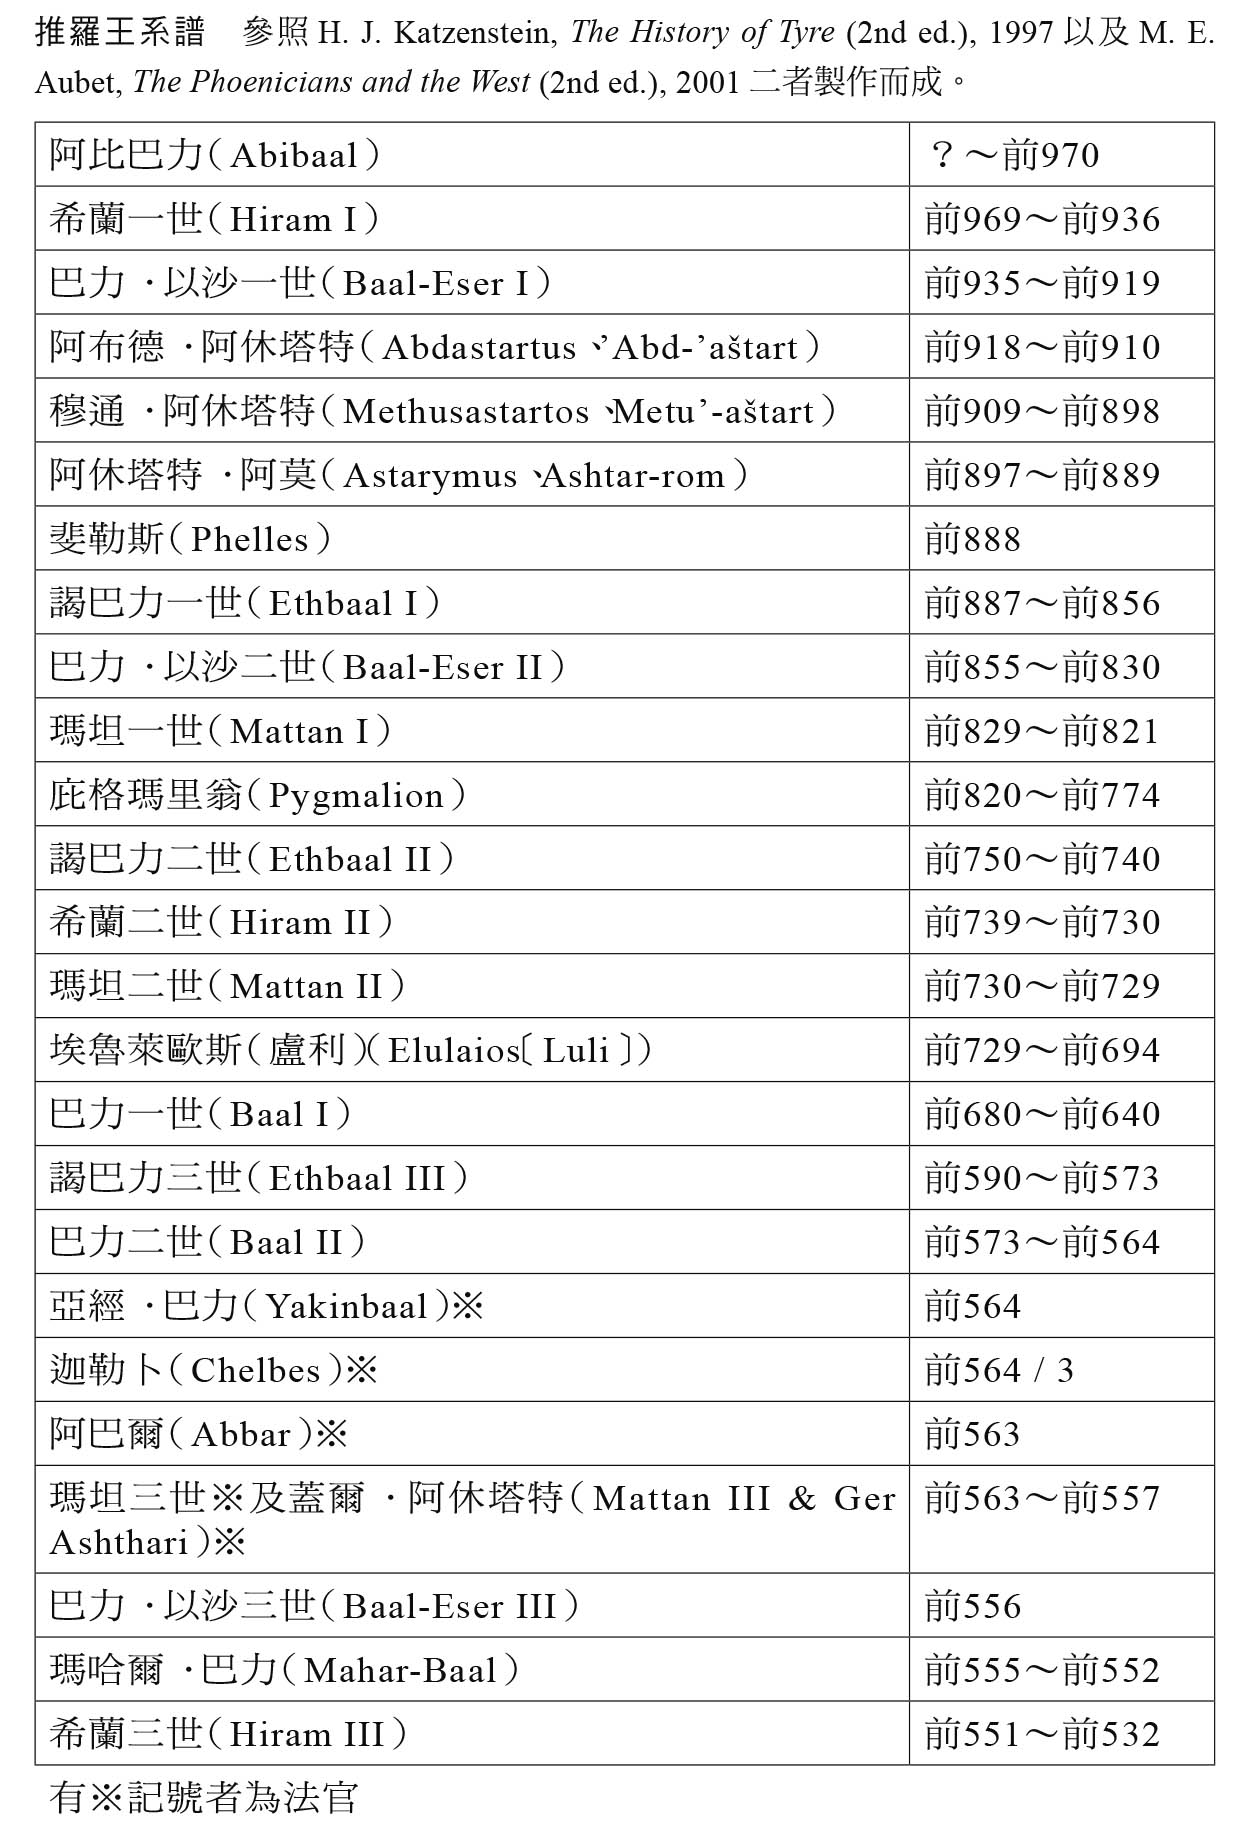 推羅王系譜　參照 H. J. Katzenstein, The History of Tyre (2nd ed.), 1997 以及 M. E.
Aubet, The Phoenicians and the West (2nd ed.), 2001 二者製作而成。
阿比巴力（Abibaal） ？～前970
希蘭一世（Hiram I） 前969～前936
巴力．以沙一世（Baal-Eser I） 前935～前919
阿布德．阿休塔特（Abdastartus、’Abd-’aštart） 前918～前910
穆通．阿休塔特（Methusastartos、Metu’-aštart） 前909～前898
阿休塔特．阿莫（Astarymus、Ashtar-rom） 前897～前889
斐勒斯（Phelles） 前888
謁巴力一世（Ethbaal I） 前887～前856
巴力．以沙二世（Baal-Eser II） 前855～前830
瑪坦一世（Mattan I） 前829～前821
庇格瑪里翁（Pygmalion） 前820～前774
謁巴力二世（Ethbaal II） 前750～前740
希蘭二世（Hiram II） 前739～前730
瑪坦二世（Mattan II） 前730～前729
埃魯萊歐斯（盧利）（Elulaios〔Luli〕） 前729～前694
巴力一世（Baal I） 前680～前640
謁巴力三世（Ethbaal III） 前590～前573
巴力二世（Baal II） 前573～前564
亞經．巴力（Yakinbaal）※ 前564
迦勒卜（Chelbes）※ 前564 / 3
阿巴爾（Abbar）※ 前563
瑪坦三世※及蓋爾．阿休塔特（Mattan III & Ger 前563～前557
Ashthari）※
巴力．以沙三世（Baal-Eser III） 前556
瑪哈爾．巴力（Mahar-Baal） 前555～前552
希蘭三世（Hiram III） 前551～前532
有※記號者為法官